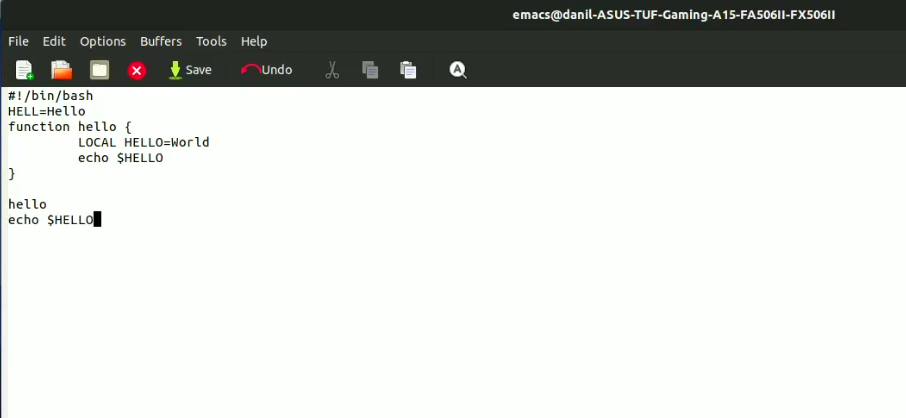 emacs@danil-ASUS-TUF-Gaming-A15-FA506II-FX506II
File Edit Options Buffers Tools Help
Save Undo
#!/bin/bash
HELL=Hello
function hello {
        LOCAL HELLO=World
        echo $HELLO
}
hello
echo $HELLO